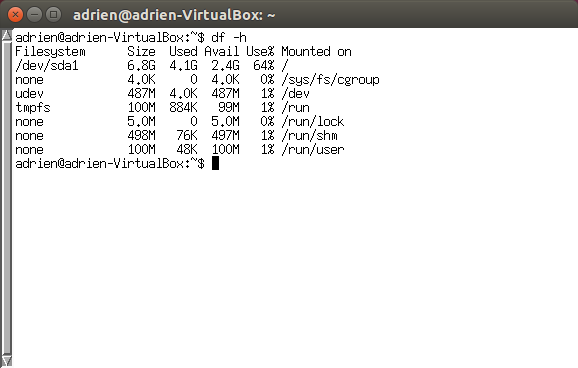 adrien@adrien-VirtualBox: ~
adrien@adrien-VirtualBox:~$ df -h
Filesystem      Size  Used Avail Use% Mounted on
/dev/sda1       6.8G  4.1G  2.4G  64% /
none            4.0K     0  4.0K   0% /sys/fs/cgroup
udev            487M  4.0K  487M   1% /dev
tmpfs           100M  884K   99M   1% /run
none            5.0M     0  5.0M   0% /run/lock
none            498M   76K  497M   1% /run/shm
none            100M   48K  100M   1% /run/user
adrien@adrien-VirtualBox:~$